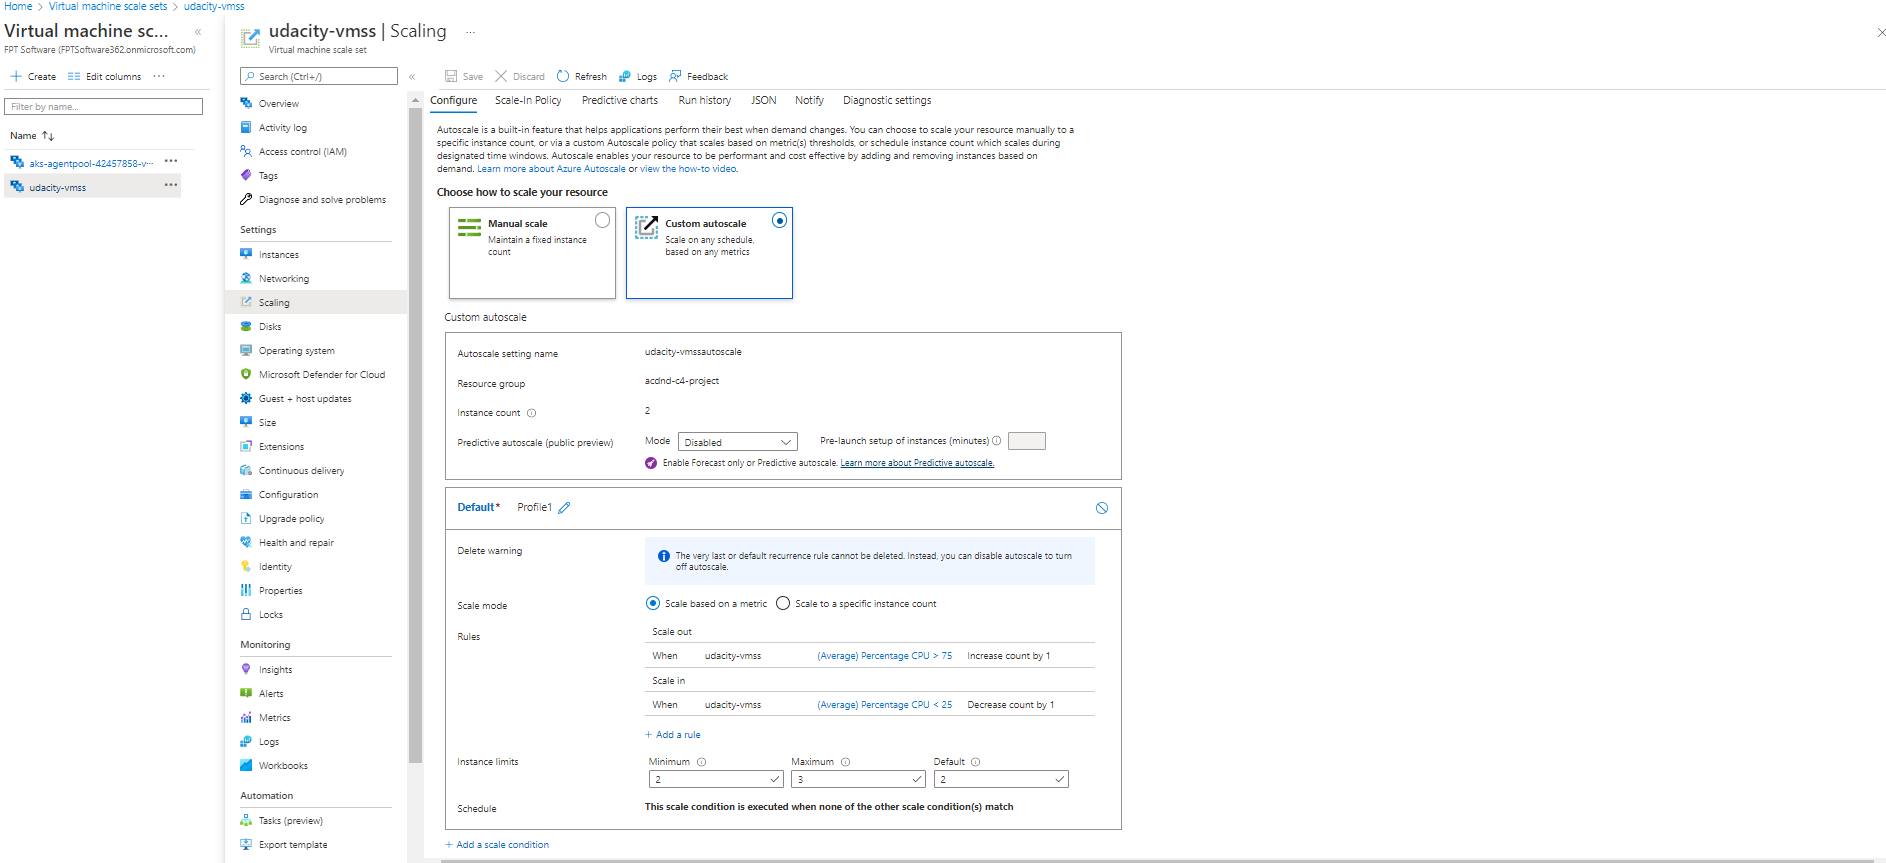 Home > Virtual machine scale sets > udacity-vmss
Virtual machine sc...
FPT Software (FPTSoftware362.onmicrosoft.com)
Create
Edit columns
Filter by name...
Name
aks-agentpool-42457858-v···
udacity-vmss
udacity-vmss | Scaling
Virtual machine scale set
Search (Ctrl+/)
Overview
Activity log
Access control (IAM)
Tags
Diagnose and solve problems
Settings
Instances
Networking
Scaling
Disks
Operating system
Microsoft Defender for Cloud
Guest + host updates
Size
Extensions
Continuous delivery
Configuration
Upgrade policy
Health and repair
Identity
Properties
Locks
Monitoring
Insights
Alerts
Metrics
Logs
Workbooks
Automation
Tasks (preview)
Export template
Save Discard Refresh Logs Feedback
Configure Scale-In Policy Predictive charts Run history JSON Notify Diagnostic settings
Autoscale is a built-in feature that helps applications perform their best when demand changes. You can choose to scale your resource manually to a
specific instance count, or via a custom Autoscale policy that scales based on metric(s) thresholds, or schedule instance count which scales during
designated time windows. Autoscale enables your resource to be performant and cost effective by adding and removing instances based on
demand. Learn more about Azure Autoscale or view the how-to video.
Choose how to scale your resource
Manual scale
Maintain a fixed instance
count
Custom autoscale
Scale on any schedule,
based on any metrics
Custom autoscale
Autoscale setting name udacity-vmssautoscale
Resource group acdnd-c4-project
Instance count 2
Predictive autoscale (public preview) Mode Disabled Pre-launch setup of instances (minutes)
Enable Forecast only or Predictive autoscale. Learn more about Predictive autoscale.
Default* Profile1
Delete warning
The very last or default recurrence rule cannot be deleted. Instead, you can disable autoscale to turn
off autoscale.
Scale mode Scale based on a metric Scale to a specific instance count
Rules
Scale out
When udacity-vmss (Average) Percentage CPU > 75 Increase count by 1
Scale in
When udacity-vmss (Average) Percentage CPU < 25 Decrease count by 1
+ Add a rule
Instance limits Minimum Maximum Default
2 3 2
Schedule This scale condition is executed when none of the other scale condition(s) match
+ Add a scale condition